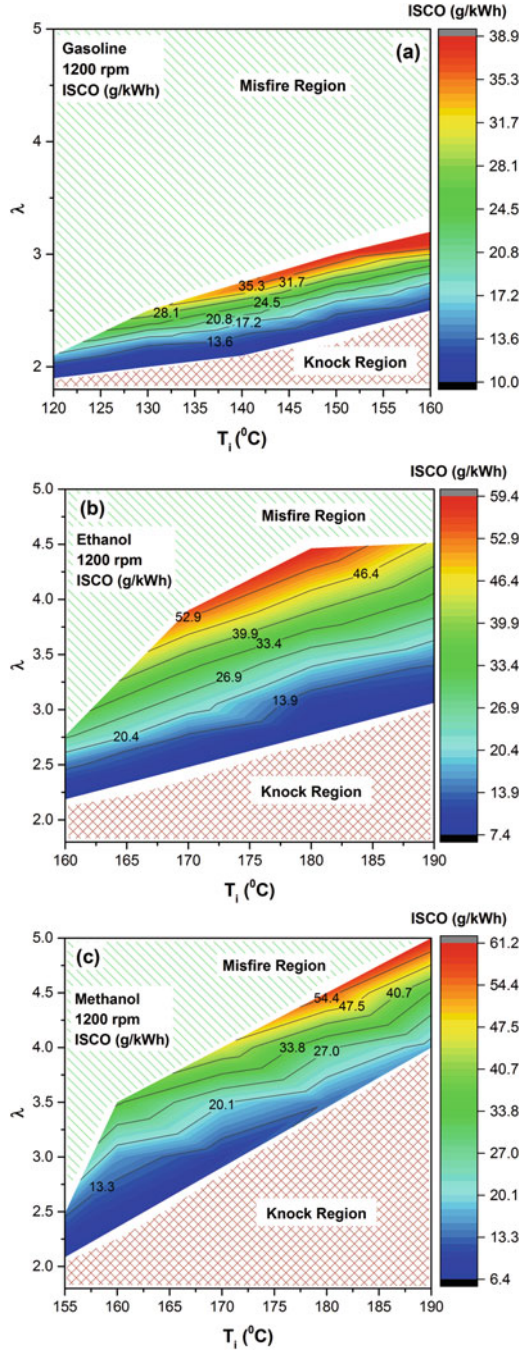 ISCO (g/kWh)
Gasoline
1200 rpm
ISCO (g/kWh)
(a)
Misfire Region
35.3
31.7
28.1
24.5
20.8
17.2
13.6
Knock Region
5
4
3
2
λ
120 125 130 135 140 145 150 155 160
T_i (⁰C)
38.9
35.3
31.7
28.1
24.5
20.8
17.2
13.6
10.0
ISCO (g/kWh)
(b)
Ethanol
1200 rpm
ISCO (g/kWh)
Misfire Region
46.4
52.9
39.9
33.4
26.9
13.9
20.4
Knock Region
5.0
4.5
4.0
3.5
3.0
2.5
2.0
λ
160 165 170 175 180 185 190
T_i (⁰C)
59.4
52.9
46.4
39.9
33.4
26.9
20.4
13.9
7.4
ISCO (g/kWh)
(c)
Methanol
1200 rpm
ISCO (g/kWh)
Misfire Region
54.4
47.5
40.7
33.8
27.0
20.1
13.3
Knock Region
5.0
4.5
4.0
3.5
3.0
2.5
2.0
λ
155 160 165 170 175 180 185 190
T_i (⁰C)
61.2
54.4
47.5
40.7
33.8
27.0
20.1
13.3
6.4